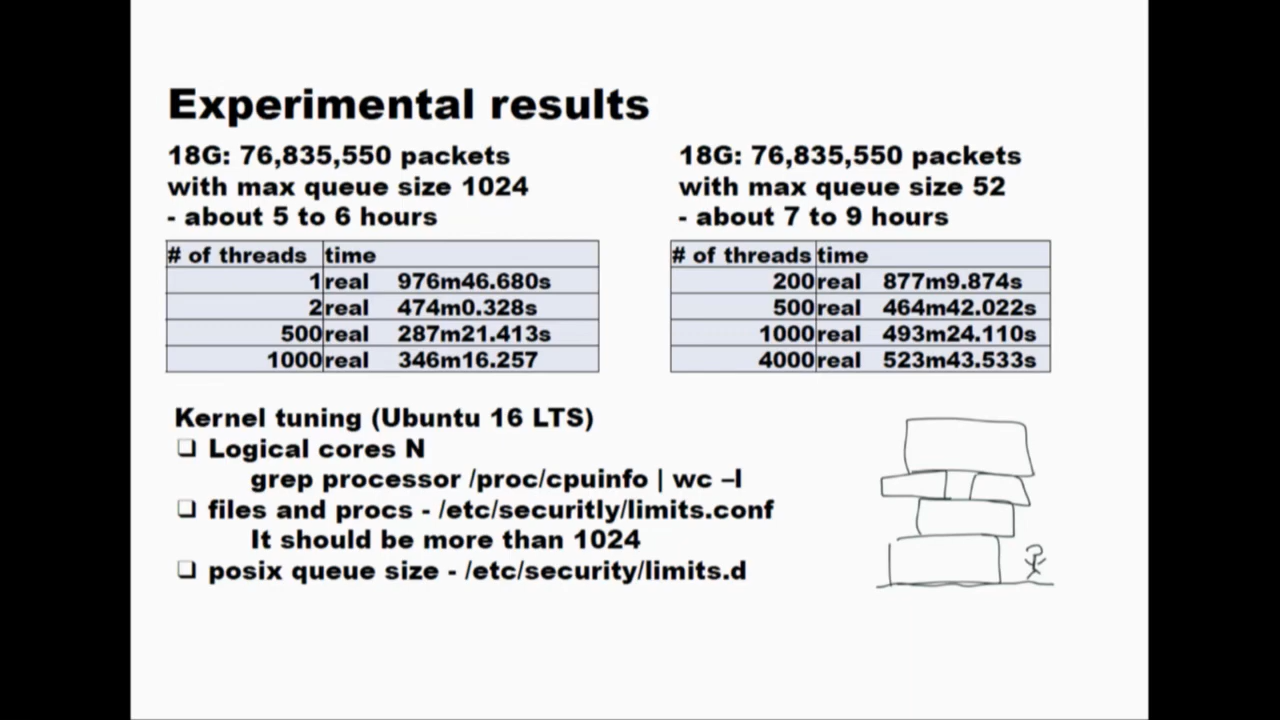 Experimental results
18G: 76,835,550 packets
with max queue size 1024
- about 5 to 6 hours
# of threads time
1 real 976m46.680s
2 real 474m0.328s
500 real 287m21.413s
1000 real 346m16.257
18G: 76,835,550 packets
with max queue size 52
- about 7 to 9 hours
# of threads time
200 real 877m9.874s
500 real 464m42.022s
1000 real 493m24.110s
4000 real 523m43.533s
Kernel tuning (Ubuntu 16 LTS)
❑ Logical cores N
grep processor /proc/cpuinfo | wc –l
❑ files and procs - /etc/securitly/limits.conf
It should be more than 1024
❑ posix queue size - /etc/security/limits.d